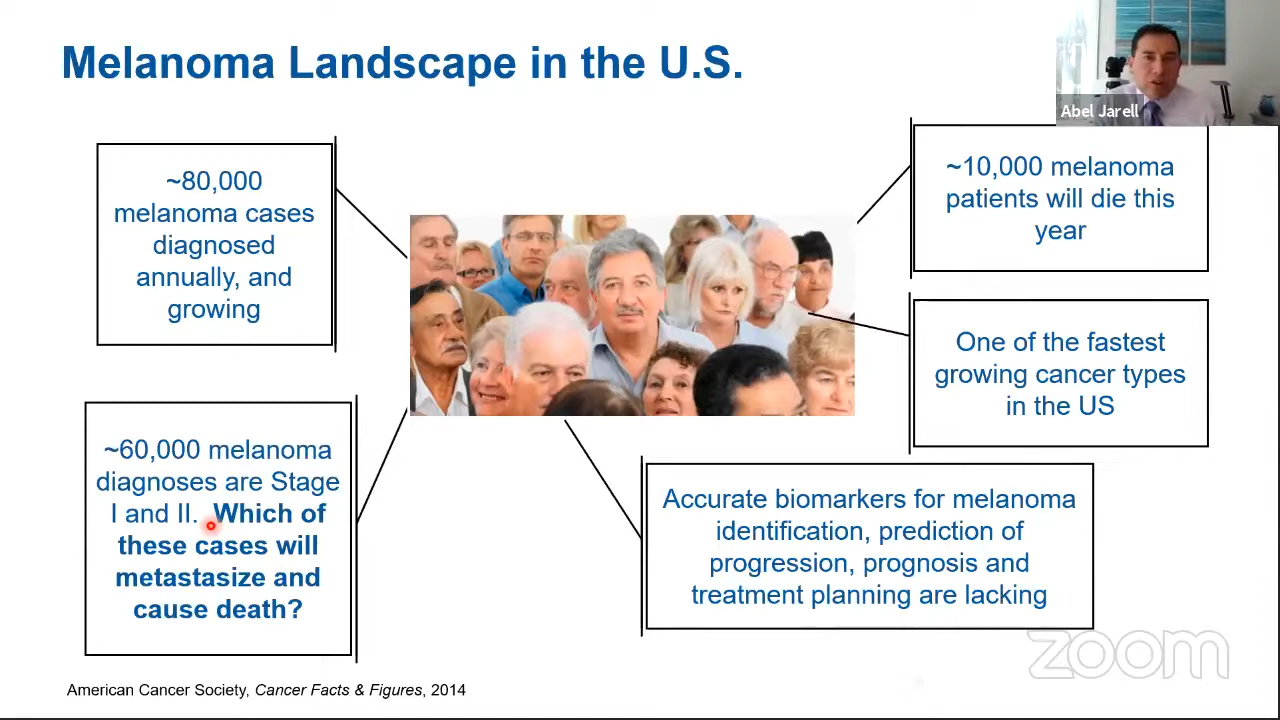 Melanoma Landscape in the U.S.
Abel Jarell
~80,000
melanoma cases
diagnosed
annually, and
growing
~10,000 melanoma
patients will die this
year
One of the fastest
growing cancer types
in the US
~60,000 melanoma
diagnoses are Stage
I and II. Which of
these cases will
metastasize and
cause death?
Accurate biomarkers for melanoma
identification, prediction of
progression, prognosis and
treatment planning are lacking
zoom
American Cancer Society, Cancer Facts & Figures, 2014